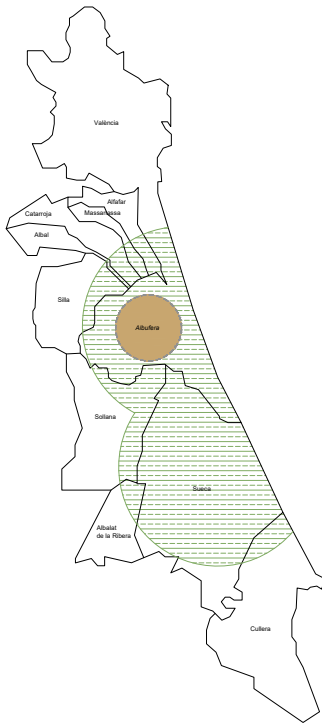 València
Alfafar
Catarroja
Massanassa
Albal
Silla
Albufera
Sollana
Sueca
Albalat
de la Ribera
Cullera